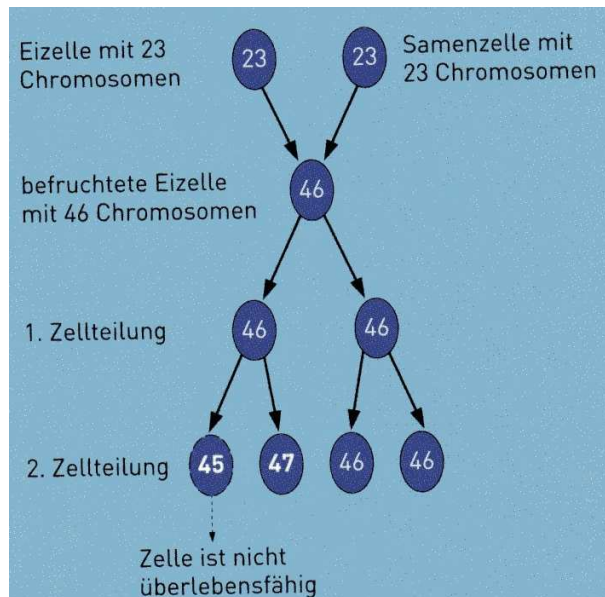 Eizelle mit 23
Chromosomen
23
23
Samenzelle mit
23 Chromosomen
befruchtete Eizelle
mit 46 Chromosomen
46
1. Zellteilung
46
46
2. Zellteilung
45
47
46
46
Zelle ist nicht
überlebensfähig